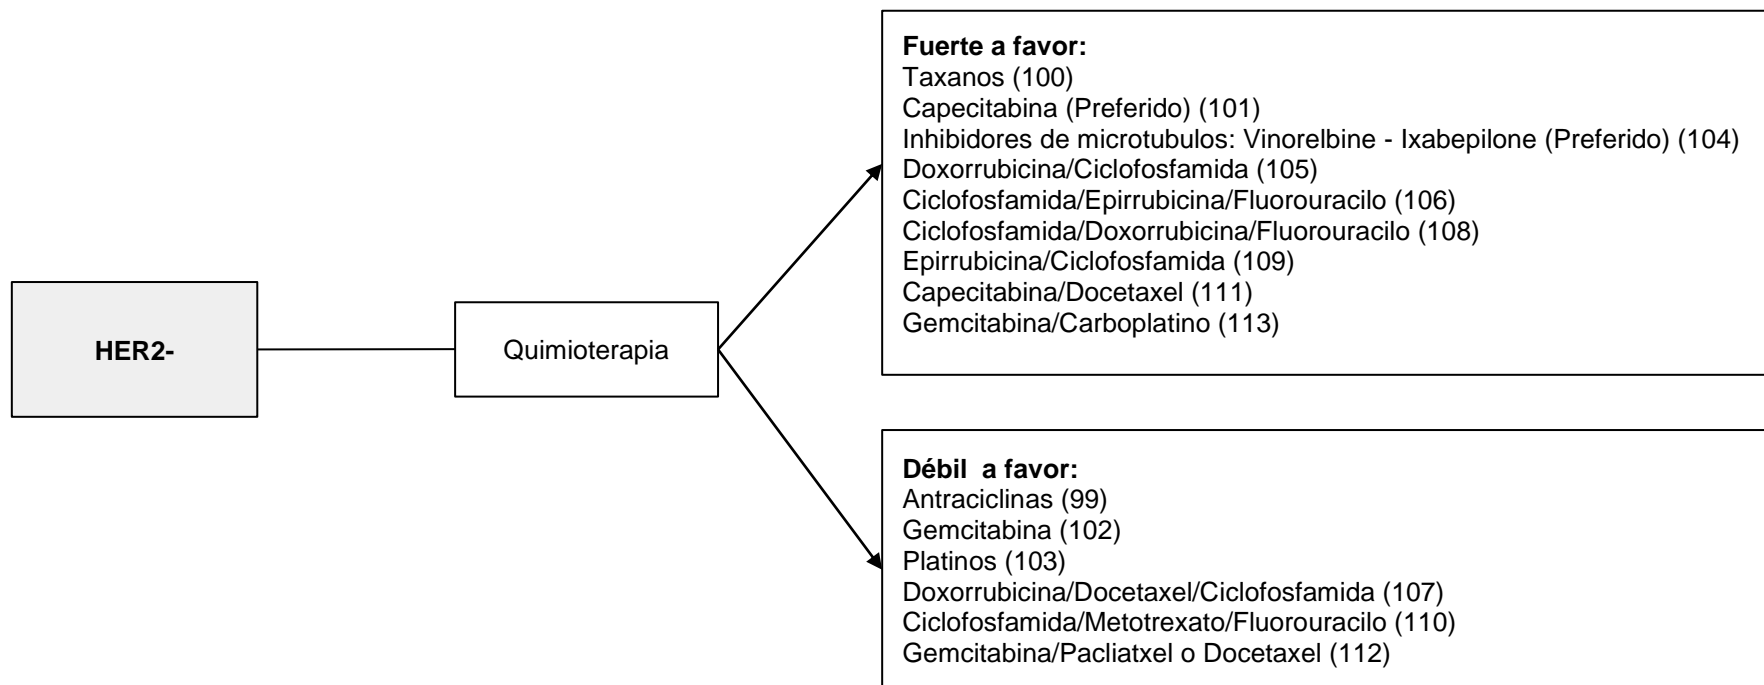 HER2-
Quimioterapia
Fuerte a favor:
Taxanos (100)
Capecitabina (Preferido) (101)
Inhibidores de microtubulos: Vinorelbine - Ixabepilone (Preferido) (104)
Doxorrubicina/Ciclofosfamida (105)
Ciclofosfamida/Epirrubicina/Fluorouracilo (106)
Ciclofosfamida/Doxorrubicina/Fluorouracilo (108)
Epirrubicina/Ciclofosfamida (109)
Capecitabina/Docetaxel (111)
Gemcitabina/Carboplatino (113)
Débil  a favor:
Antraciclinas (99)
Gemcitabina (102)
Platinos (103)
Doxorrubicina/Docetaxel/Ciclofosfamida (107)
Ciclofosfamida/Metotrexato/Fluorouracilo (110)
Gemcitabina/Pacliatxel o Docetaxel (112)